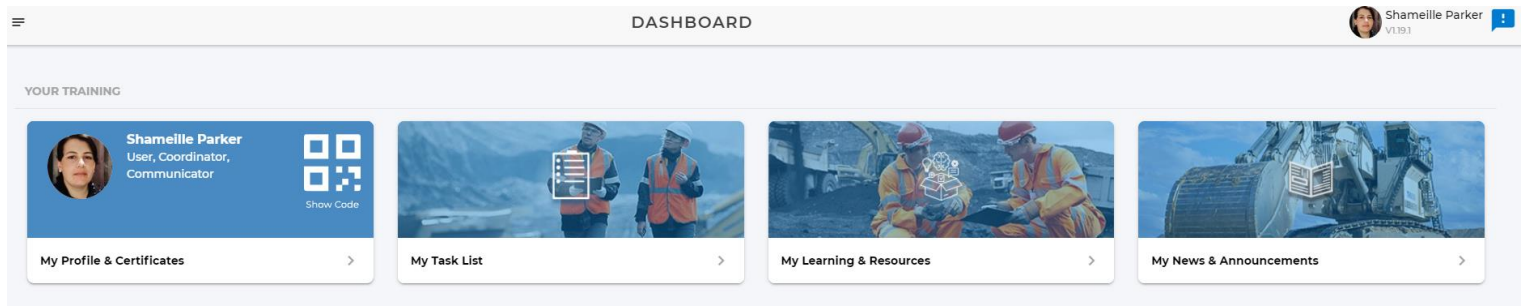 DASHBOARD
Shameille Parker
V1.19.1
YOUR TRAINING
Shameille Parker
User, Coordinator,
Communicator
Show Code
My Profile & Certificates
My Task List
My Learning & Resources
My News & Announcements